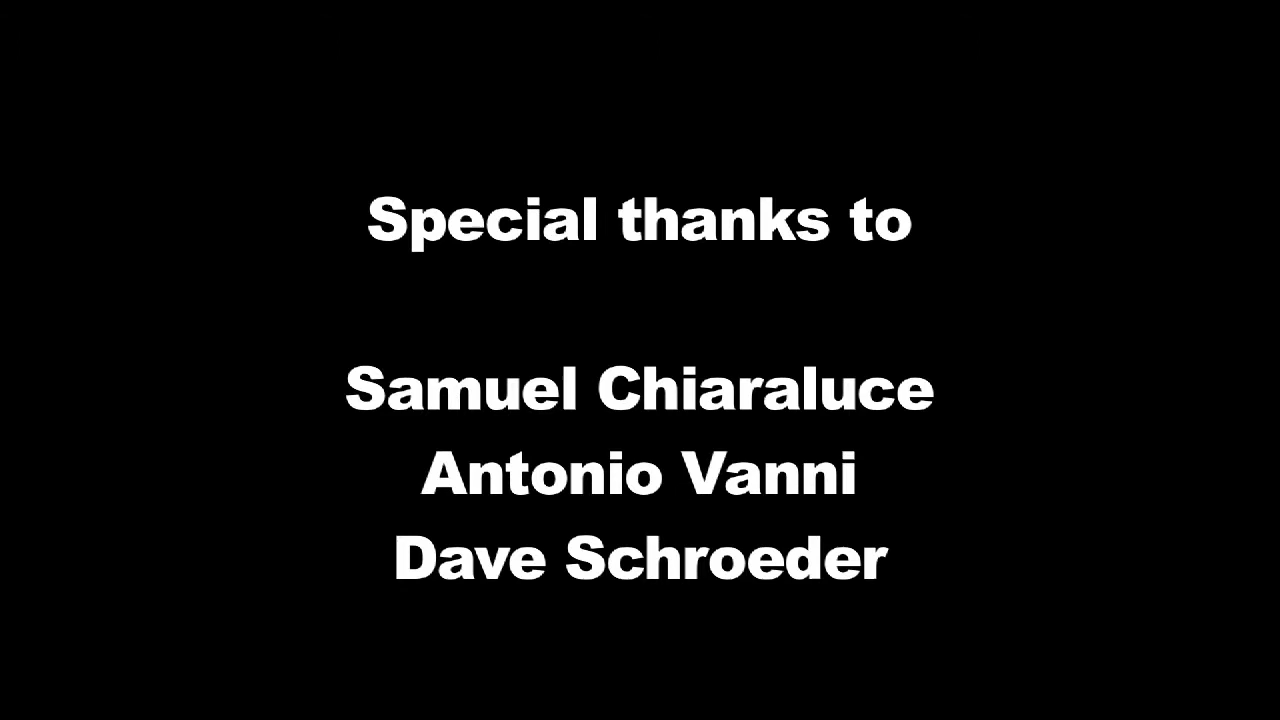 Special thanks to
Samuel Chiaraluce
Antonio Vanni
Dave Schroeder